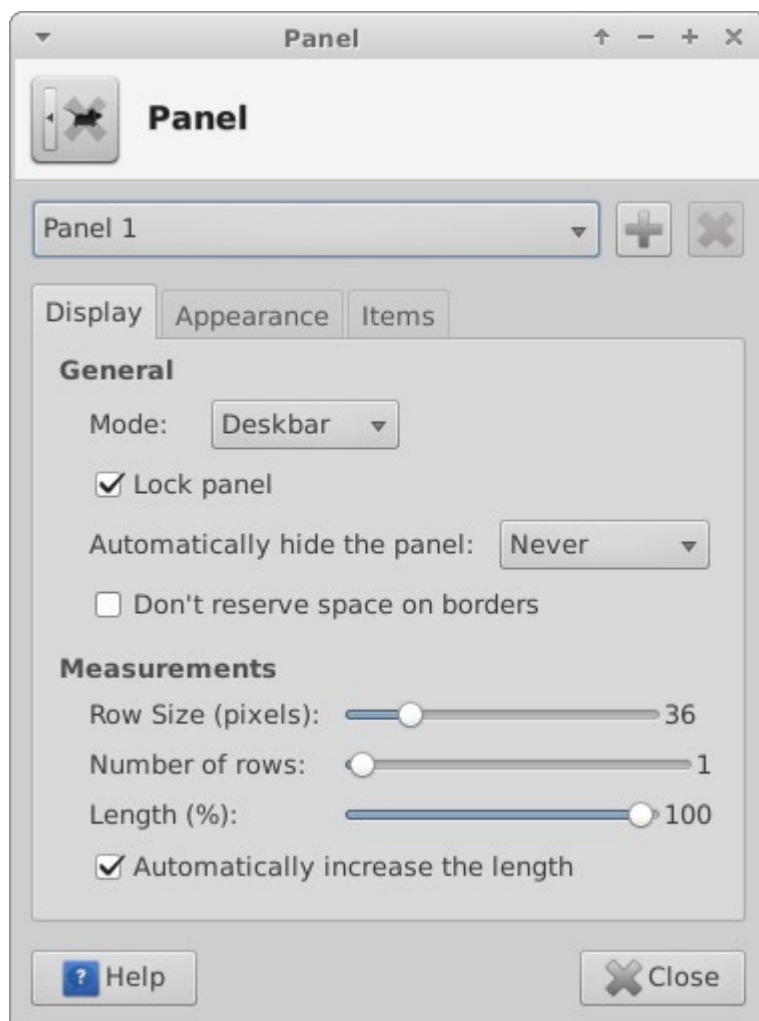 Panel
Panel
Panel 1
Display Appearance Items
General
Mode: Deskbar
Lock panel
Automatically hide the panel: Never
Don't reserve space on borders
Measurements
Row Size (pixels): 36
Number of rows: 1
Length (%): 100
Automatically increase the length
? Help Close